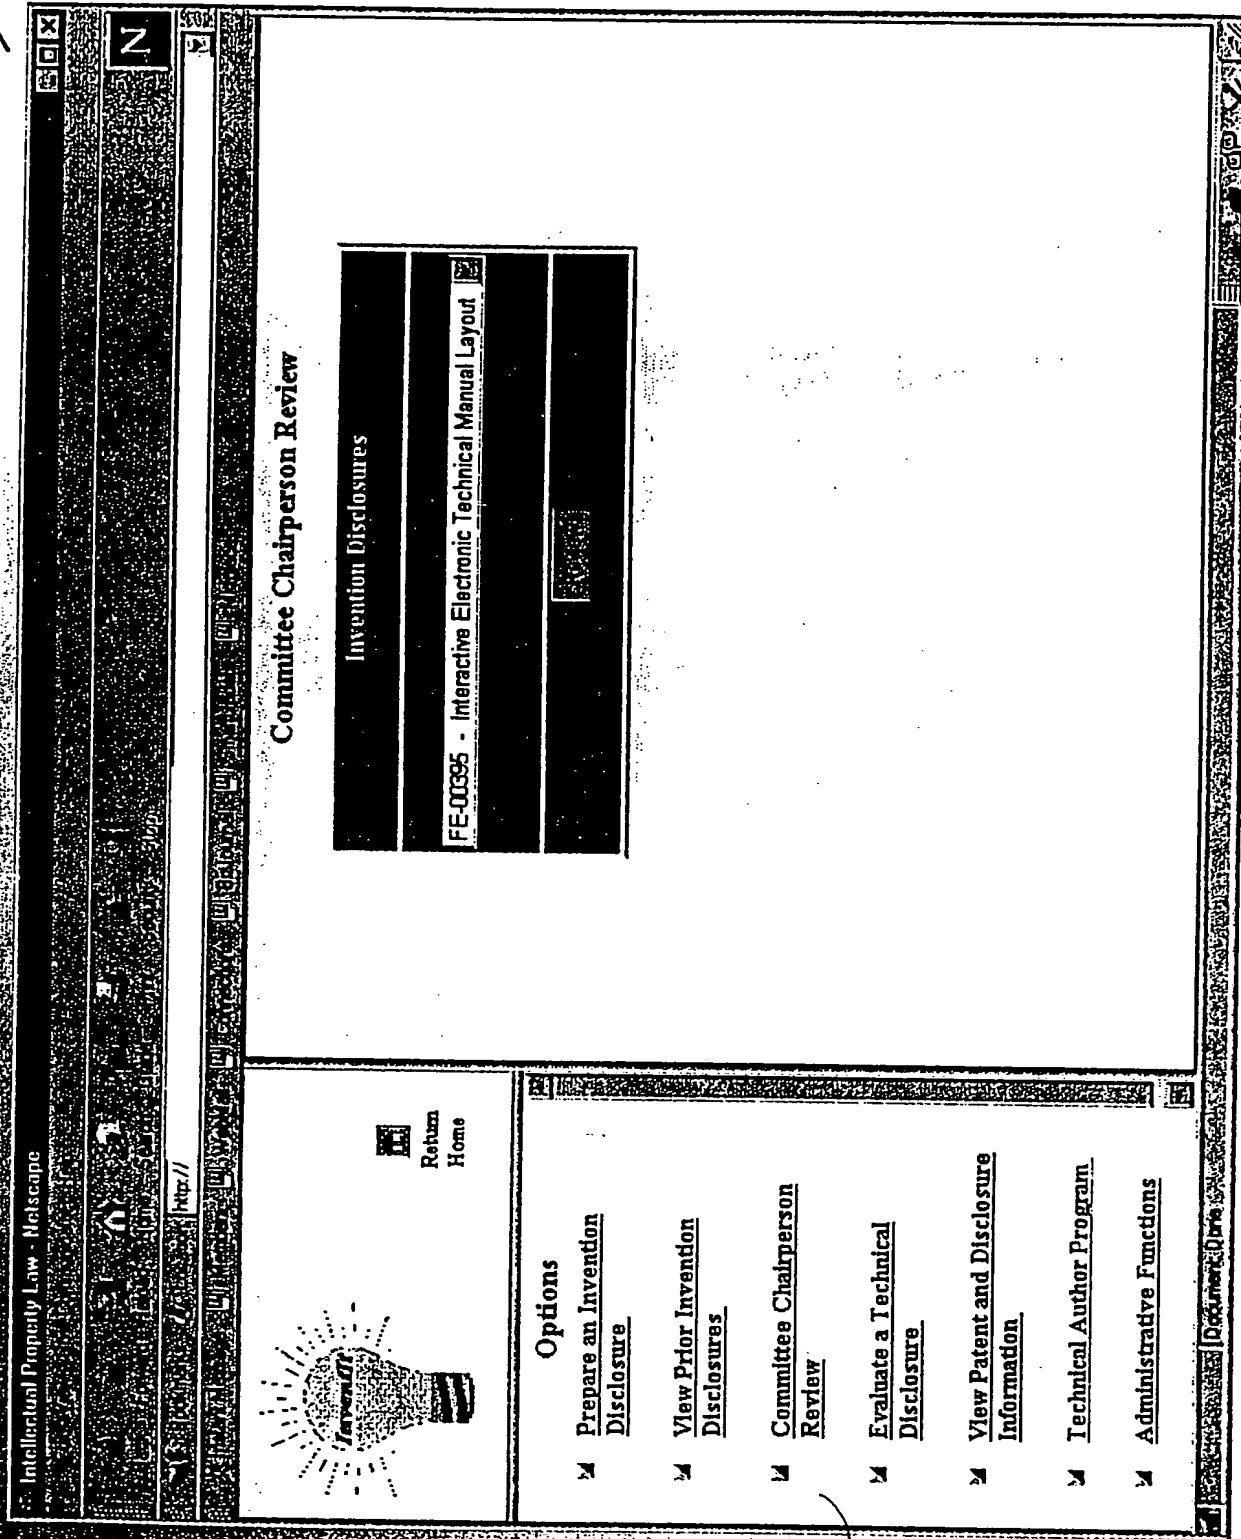 Intellectual Property Law - Netscape
N
http://
InvenIT
Return
Home
Options
Prepare an Invention
Disclosure
View Prior Invention
Disclosures
Committee Chairperson
Review
Evaluate a Technical
Disclosure
View Patent and Disclosure
Information
Technical Author Program
Administrative Functions
Committee Chairperson Review
Invention Disclosures
FE-00395 - Interactive Electronic Technical Manual Layout
Document: Done